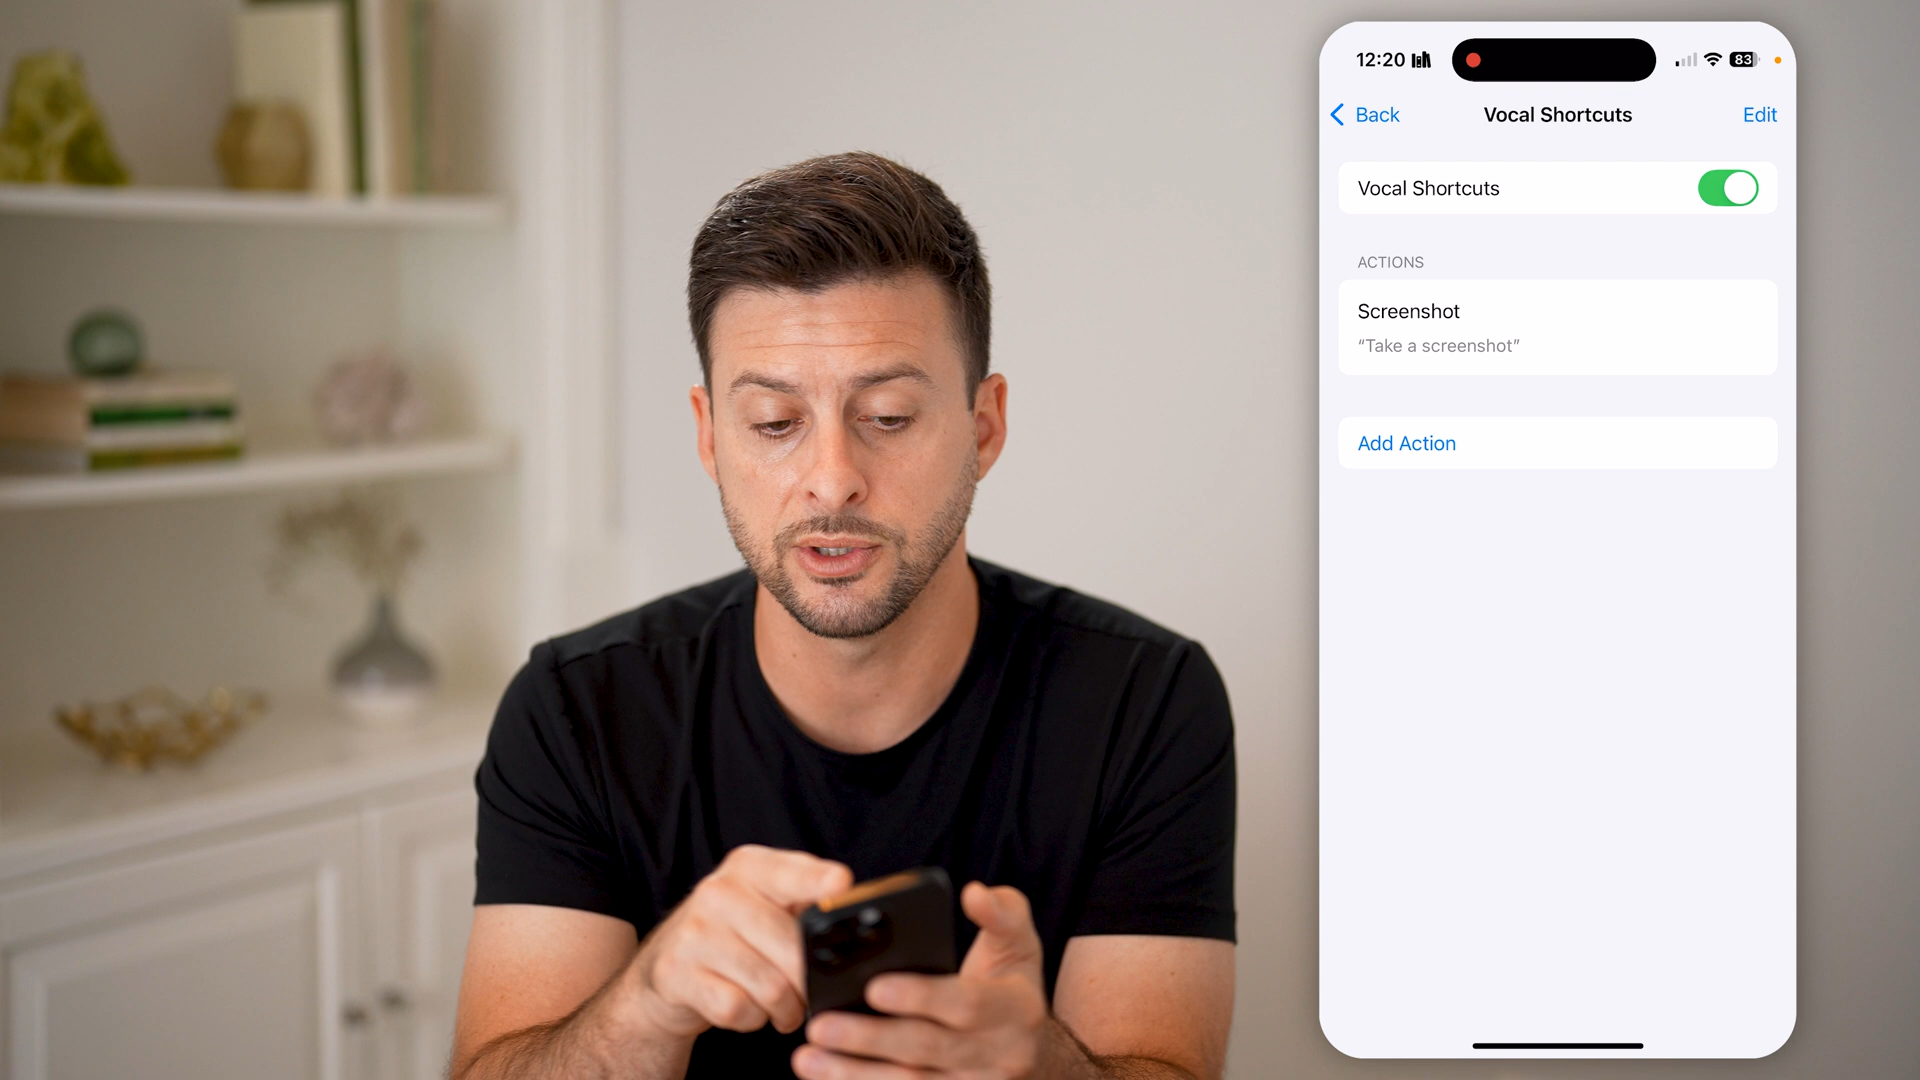 12:20
83
Back
Vocal Shortcuts
Edit
Vocal Shortcuts
ACTIONS
Screenshot
“Take a screenshot”
Add Action